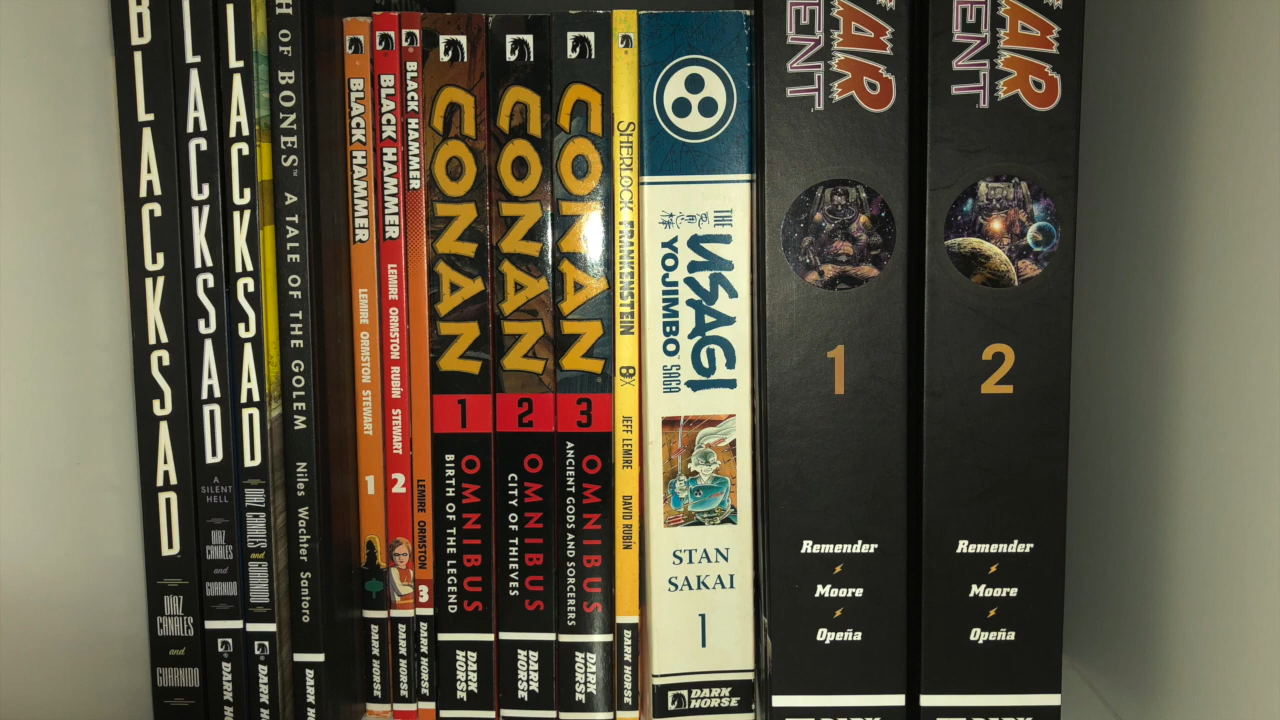 BLACKSAD
DÍAZ
CANALES
and
GUARNIDO
LACKSAD
A
SILENT
HELL
DÍAZ
CANALES
and
GUARNIDO
DARK
LACKSAD
DÍAZ CANALES
and
GUARNIDO
DARK
H OF BONES™ A TALE OF THE GOLEM Niles Wachter Santoro
DARK
BLACK HAMMER LEMIRE ORMSTON STEWART 1
DARK HORSE
BLACK HAMMER LEMIRE ORMSTON RUBÍN STEWART 2
DARK HORSE
BLACK HAMMER LEMIRE ORMSTON 3
DARK HORSE
CONAN
1
OMNIBUS
BIRTH OF THE LEGEND
DARK
HORSE
CONAN
2
OMNIBUS
CITY OF THIEVES
DARK
HORSE
CONAN
3
OMNIBUS
ANCIENT GODS AND SORCERERS
DARK
HORSE
SHERLOCK FRANKENSTEIN JEFF LEMIRE DAVID RUBÍN
DARK HORSE
THE USAGI
YOJIMBO SAGA
STAN
SAKAI
1
DARK
HORSE
AR
ENT
1
Remender
Moore
Opeña
DARK
AR
ENT
2
Remender
Moore
Opeña
DARK